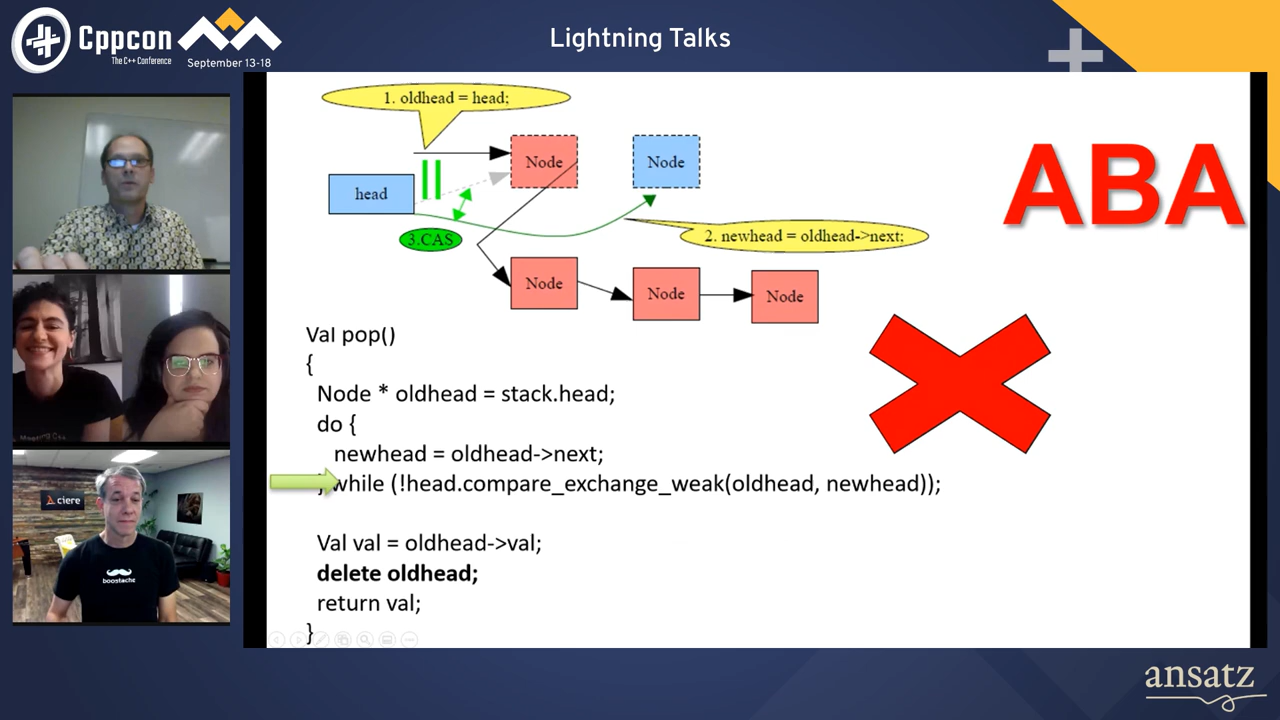 Cppcon
The C++ Conference
September 13-18
Lightning Talks
1. oldhead = head;
Node
Node
head
3.CAS
2. newhead = oldhead->next;
ABA
Node
Node
Node
Val pop()
{
Node * oldhead = stack.head;
do {
newhead = oldhead->next;
} while (!head.compare_exchange_weak(oldhead, newhead));
Val val = oldhead->val;
delete oldhead;
return val;
}
Meeting C++
ciere
boostache
ansatz